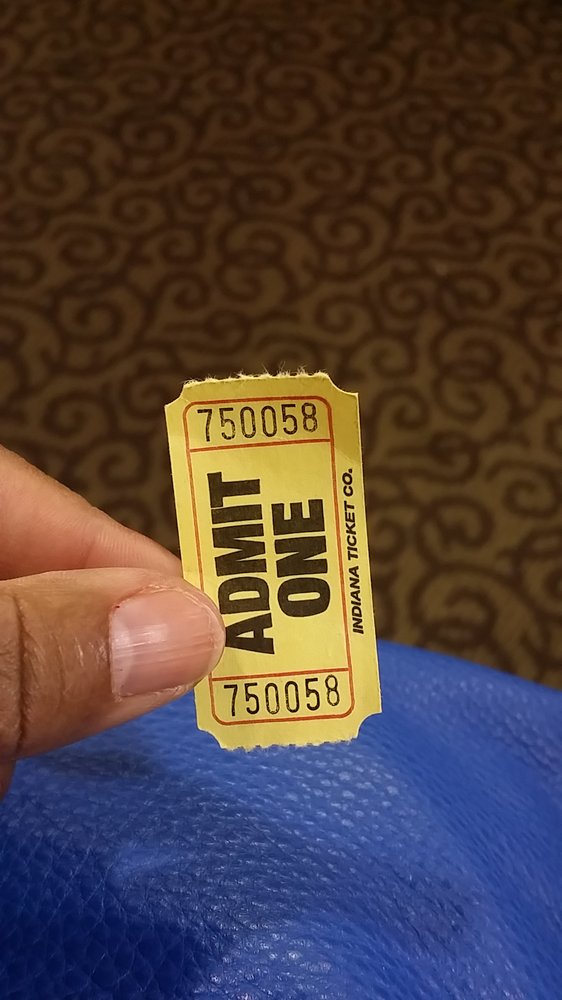 750058
ADMIT
ONE
INDIANA TICKET CO.
750058